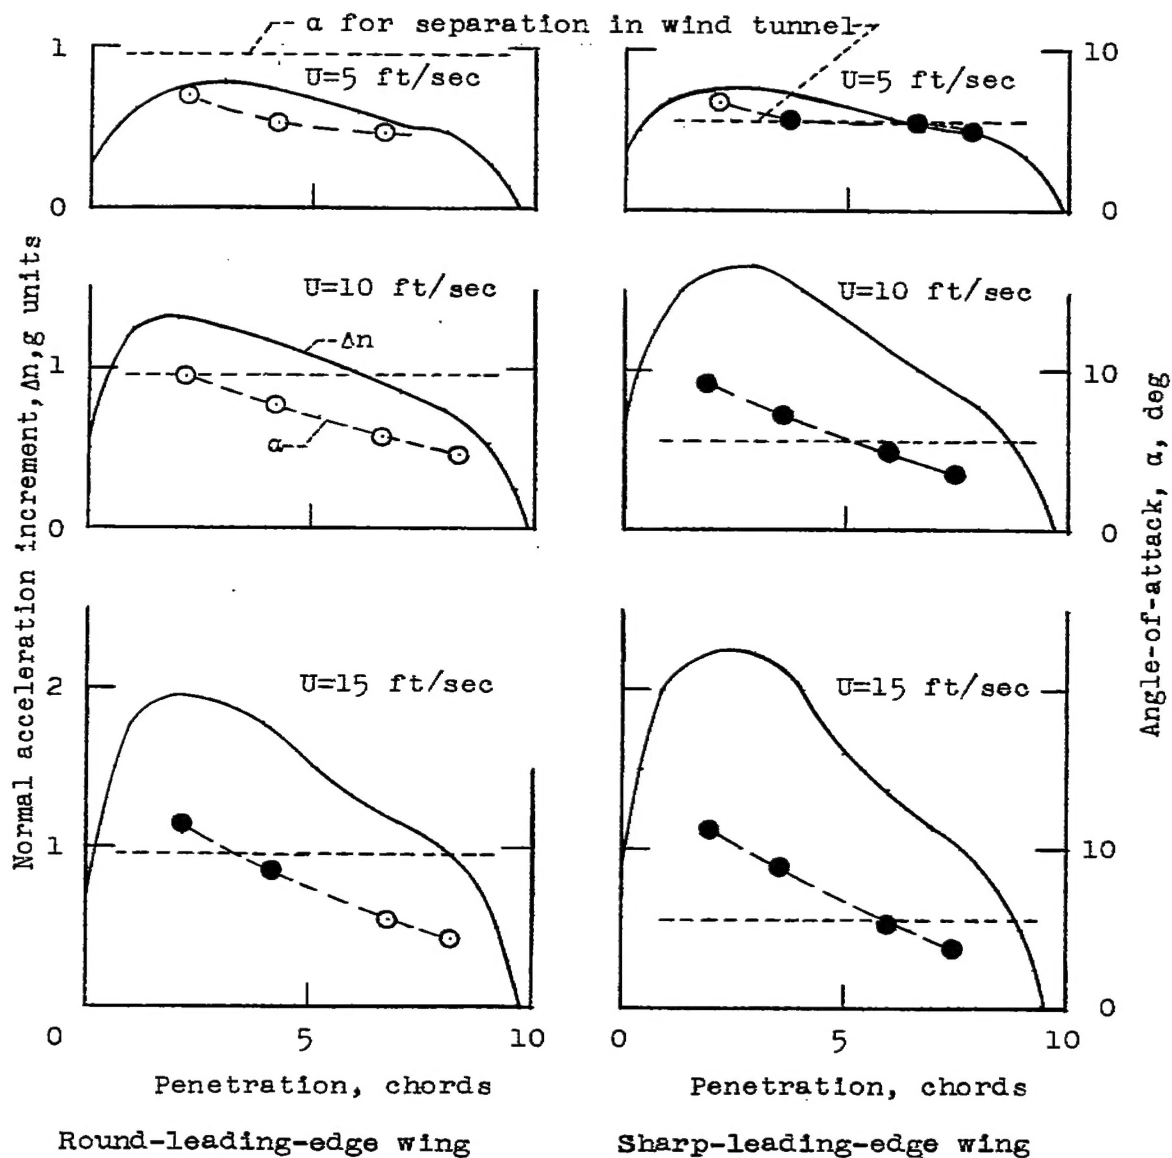 α for separation in wind tunnel
1
U=5 ft/sec
0
U=5 ft/sec
10
0
U=10 ft/sec
Δn
1
α
0
U=10 ft/sec
10
0
2
U=15 ft/sec
1
0
5
10
U=15 ft/sec
10
0
0
5
10
Normal acceleration increment, Δn, g units
Angle-of-attack, α, deg
Penetration, chords
Penetration, chords
Round-leading-edge wing
Sharp-leading-edge wing